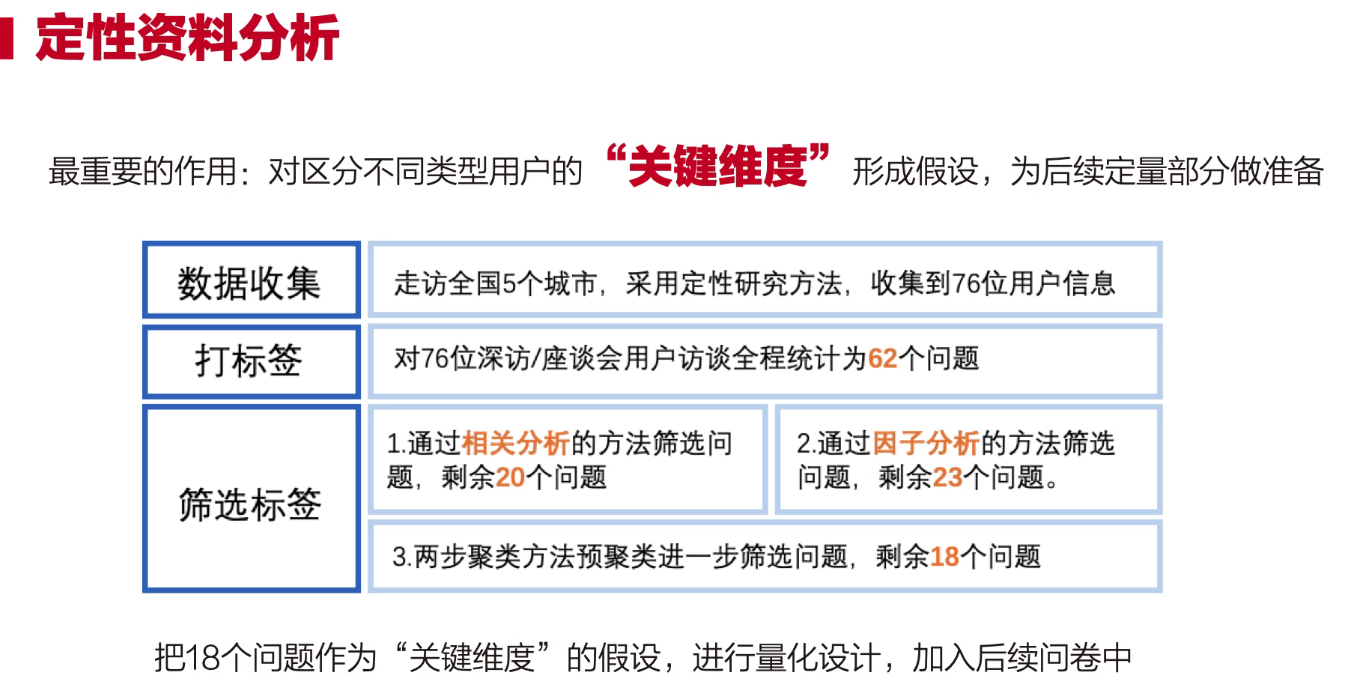 定性资料分析
最重要的作用：对区分不同类型用户的“关键维度”形成假设，为后续定量部分做准备
数据收集
走访全国5个城市，采用定性研究方法，收集到76位用户信息
打标签
对76位深访/座谈会用户访谈全程统计为62个问题
筛选标签
1.通过相关分析的方法筛选问
题，剩余20个问题
2.通过因子分析的方法筛选
问题，剩余23个问题。
3.两步聚类方法预聚类进一步筛选问题，剩余18个问题
把18个问题作为“关键维度”的假设，进行量化设计，加入后续问卷中